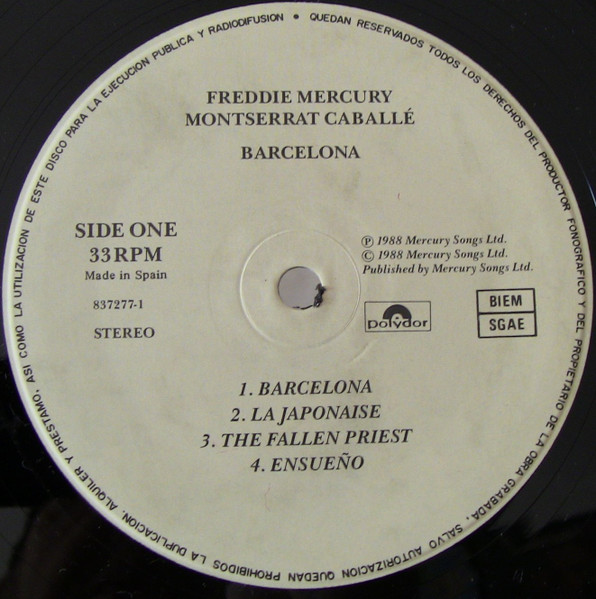 FREDDIE MERCURY
MONTSERRAT CABALLÉ
BARCELONA
SIDE ONE
33 RPM
Made in Spain
837277-1
STEREO
Ⓟ 1988 Mercury Songs Ltd.
© 1988 Mercury Songs Ltd.
Published by Mercury Songs Ltd.
Polydor
BIEM
SGAE
1. BARCELONA
2. LA JAPONAISE
3. THE FALLEN PRIEST
4. ENSUEÑO
• QUEDAN RESERVADOS TODOS LOS DERECHOS DEL PRODUCTOR FONOGRAFICO Y DEL PROPIETARIO DE LA OBRA GRABADA. SALVO AUTORIZACION QUEDAN PROHIBIDOS LA DUPLICACION, ALQUILER Y PRESTAMO, ASI COMO LA UTILIZACION DE ESTE DISCO PARA LA EJECUCION PUBLICA Y RADIODIFUSION